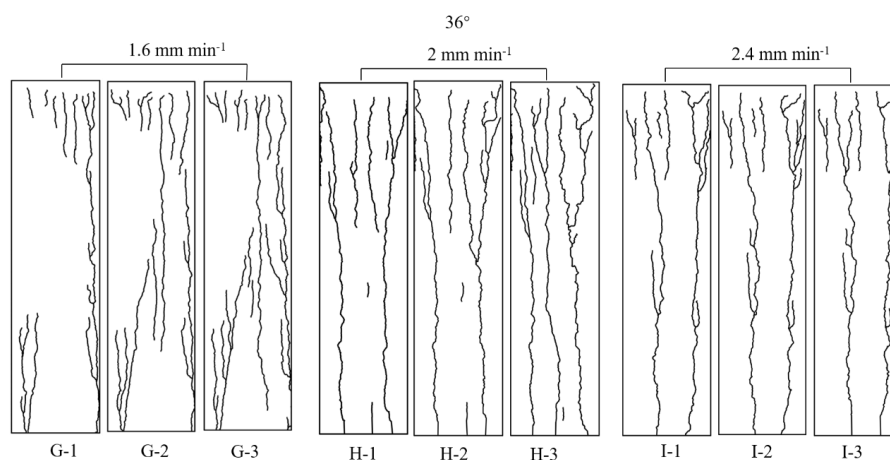 36°
1.6 mm min⁻¹
2 mm min⁻¹
2.4 mm min⁻¹
G-1
G-2
G-3
H-1
H-2
H-3
I-1
I-2
I-3